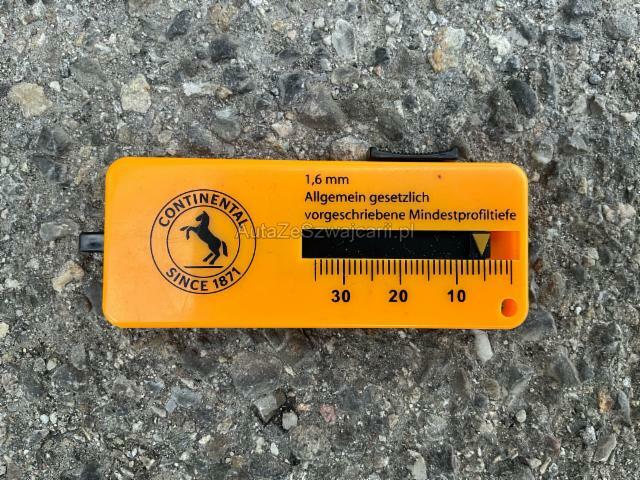 CONTINENTAL
SINCE 1871
1,6 mm
Allgemein gesetzlich
vorgeschriebene Mindestprofiltiefe
AutaZeSzwajcarii.pl
30 20 10